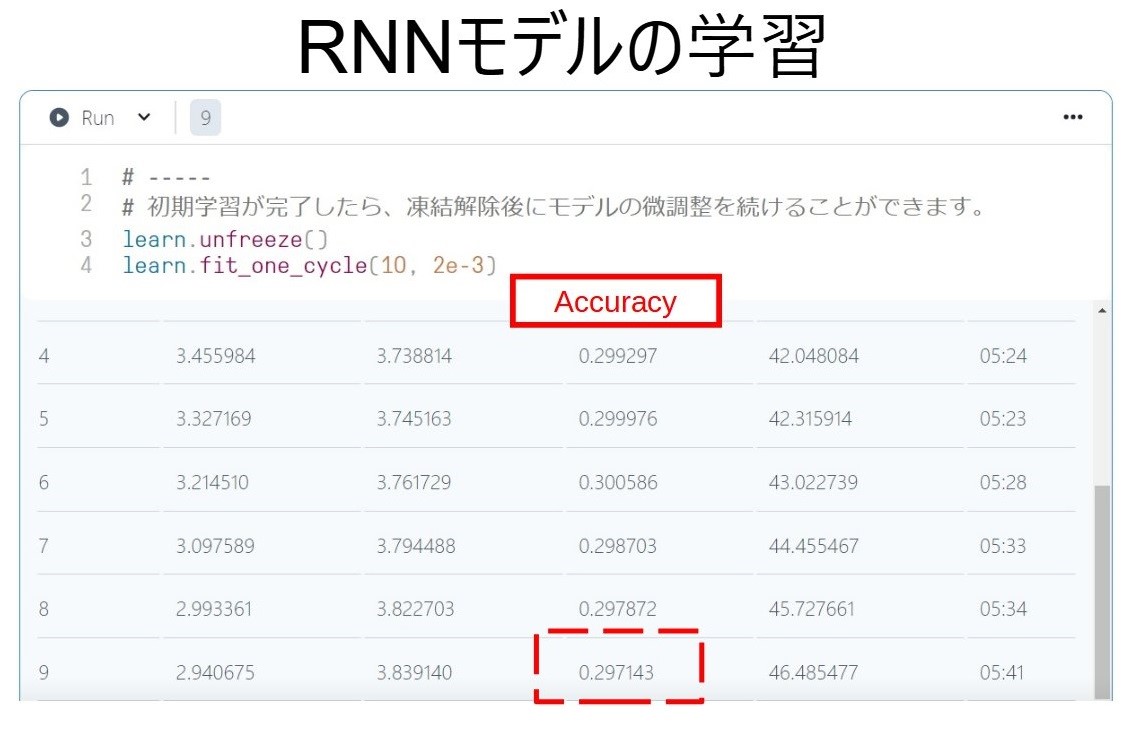 RNNモデルの学習
Run 9
1 # -----
2 # 初期学習が完了したら、凍結解除後にモデルの微調整を続けることができます。
3 learn.unfreeze()
4 learn.fit_one_cycle(10, 2e-3)
Accuracy
4 3.455984 3.738814 0.299297 42.048084 05:24
5 3.327169 3.745163 0.299976 42.315914 05:23
6 3.214510 3.761729 0.300586 43.022739 05:28
7 3.097589 3.794488 0.298703 44.455467 05:33
8 2.993361 3.822703 0.297872 45.727661 05:34
9 2.940675 3.839140 0.297143 46.485477 05:41